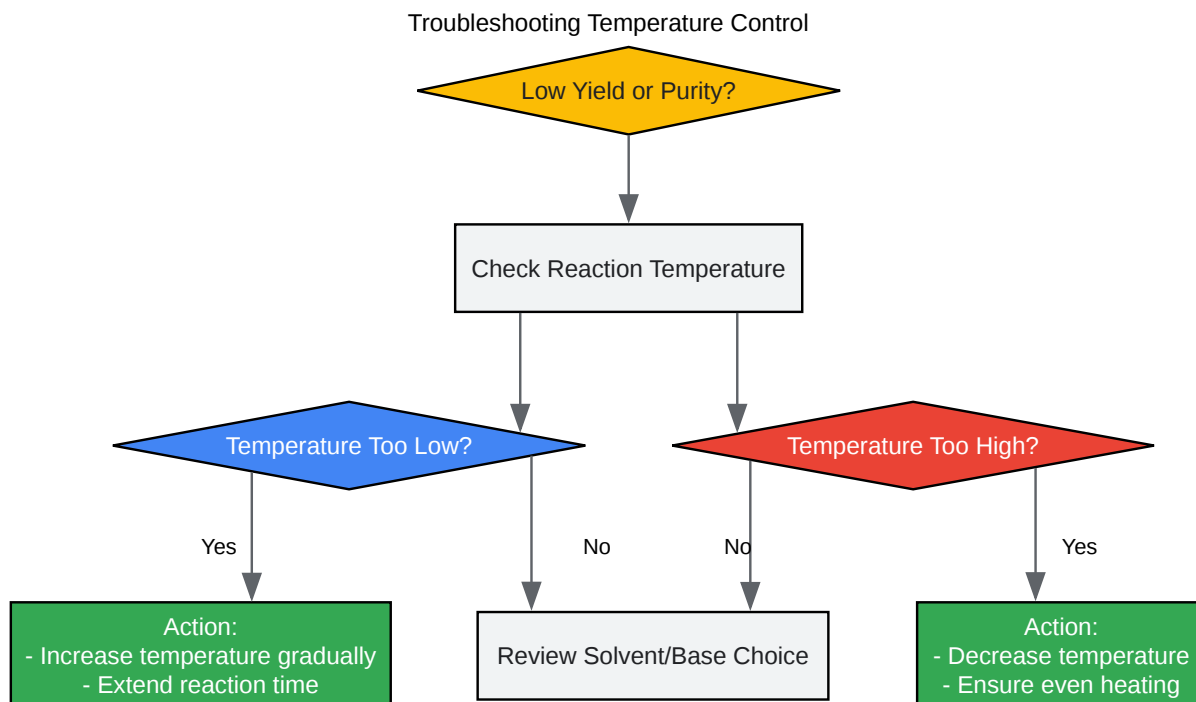 Troubleshooting Temperature Control
Low Yield or Purity?
Check Reaction Temperature
Temperature Too Low?
Temperature Too High?
Yes
No
No
Yes
Action:
- Increase temperature gradually
- Extend reaction time
Review Solvent/Base Choice
Action:
- Decrease temperature
- Ensure even heating